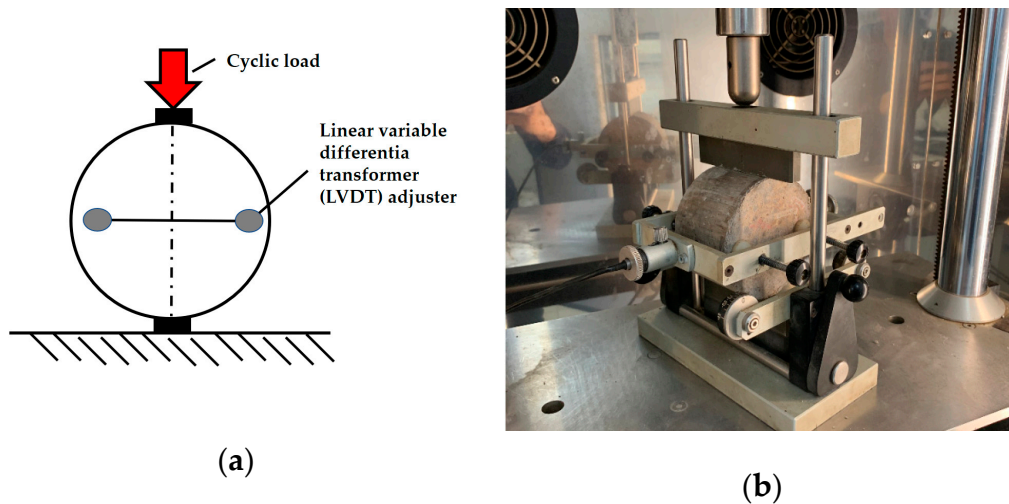 Cyclic load
Linear variable
differentia
transformer
(LVDT) adjuster
(a)
(b)